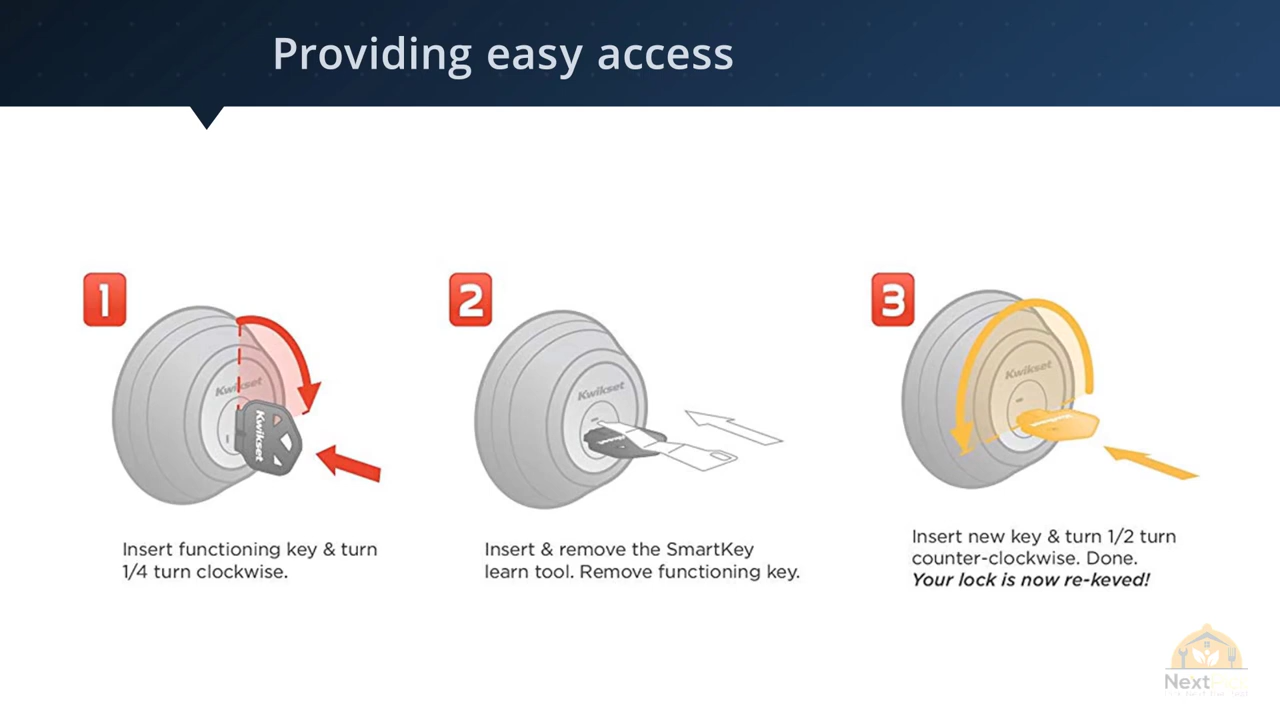 Providing easy access
1
2
3
Kwikset
Kwikset
Kwikset
Kwikset
Insert functioning key & turn
1/4 turn clockwise.
Insert & remove the SmartKey
learn tool. Remove functioning key.
Insert new key & turn 1/2 turn
counter-clockwise. Done.
Your lock is now re-keved!
Next